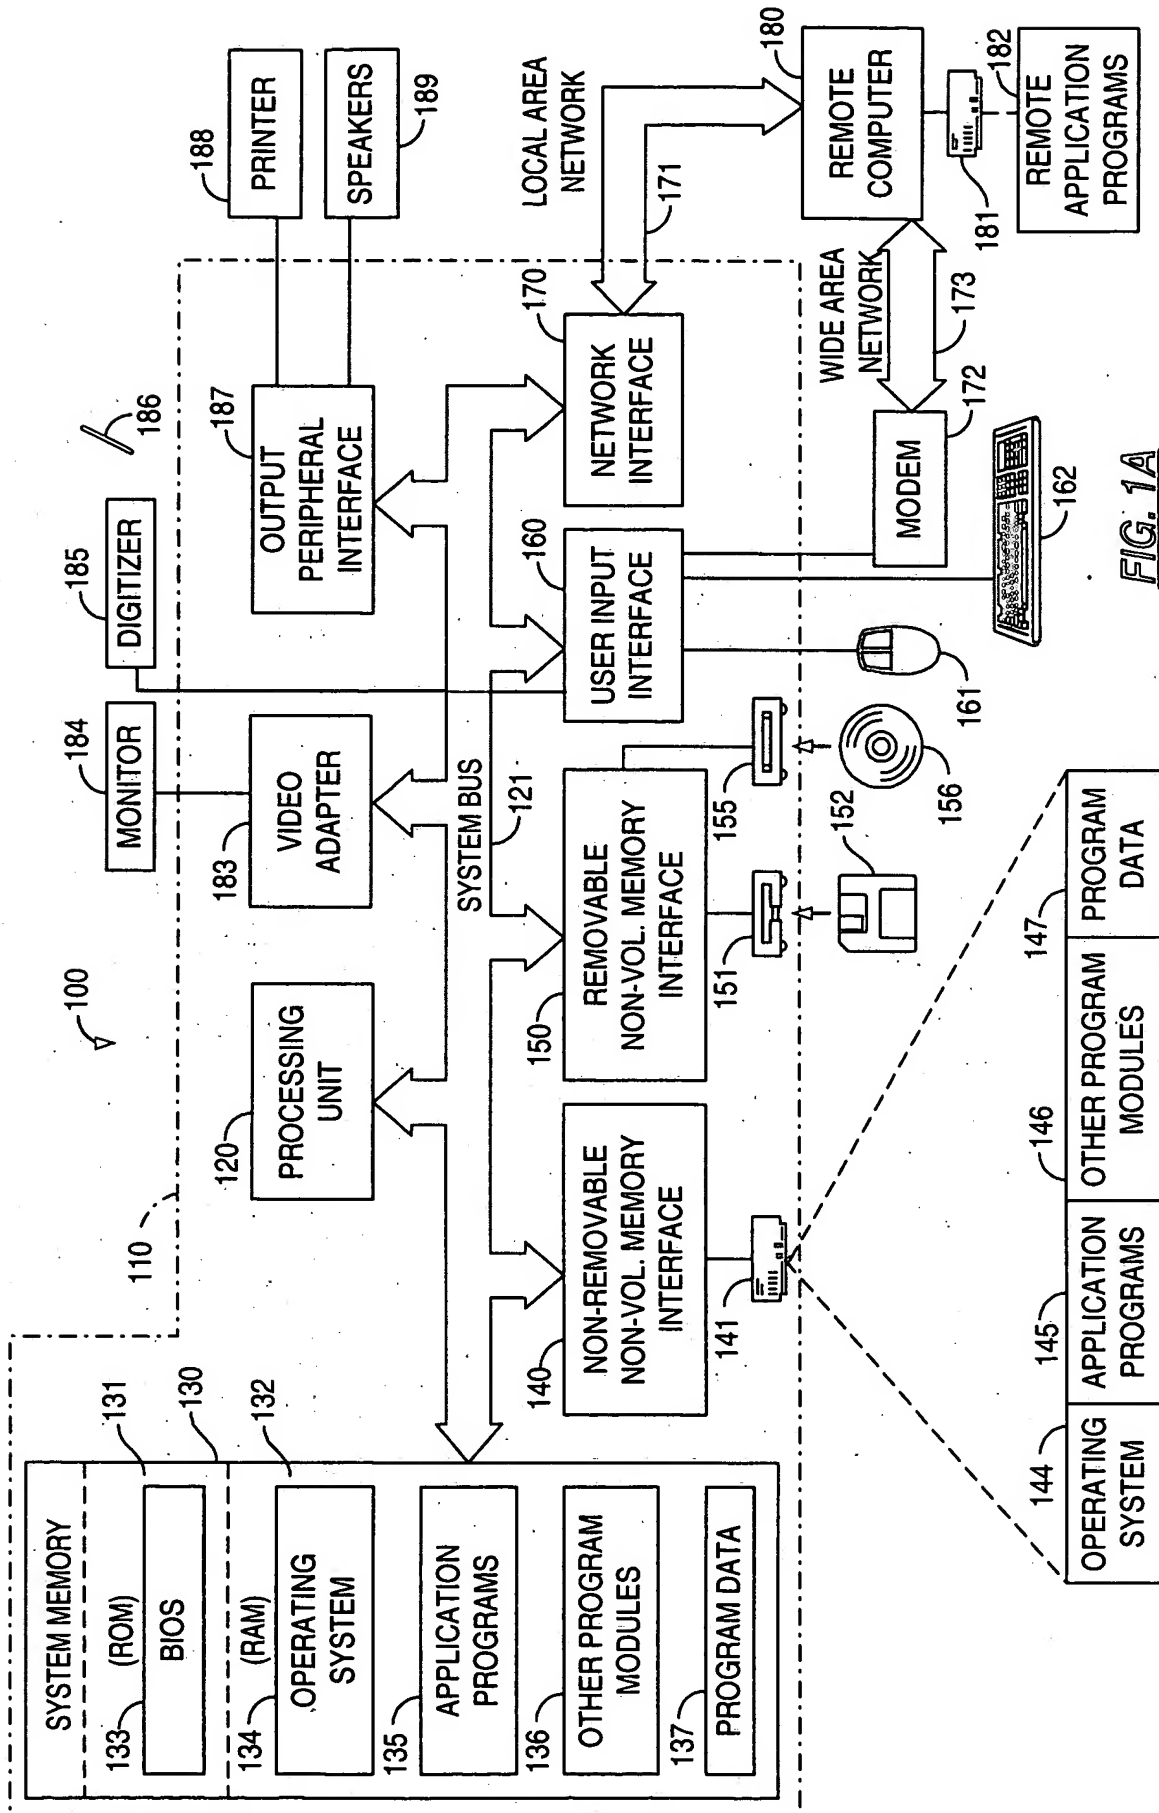 SYSTEM MEMORY
(ROM)
131
133
BIOS
130
(RAM)
132
134
OPERATING
SYSTEM
135
APPLICATION
PROGRAMS
136
OTHER PROGRAM
MODULES
137
PROGRAM DATA
110
100
120
PROCESSING
UNIT
183
VIDEO
ADAPTER
184
MONITOR
185
DIGITIZER
186
187
OUTPUT
PERIPHERAL
INTERFACE
188
PRINTER
SPEAKERS
189
SYSTEM BUS
121
140
NON-REMOVABLE
NON-VOL. MEMORY
INTERFACE
141
150
REMOVABLE
NON-VOL. MEMORY
INTERFACE
151
155
152
156
160
USER INPUT
INTERFACE
161
162
170
NETWORK
INTERFACE
LOCAL AREA
NETWORK
171
MODEM
172
WIDE AREA
NETWORK
173
180
REMOTE
COMPUTER
181
182
REMOTE
APPLICATION
PROGRAMS
144
OPERATING
SYSTEM
145
APPLICATION
PROGRAMS
146
OTHER PROGRAM
MODULES
147
PROGRAM
DATA
FIG. 1A